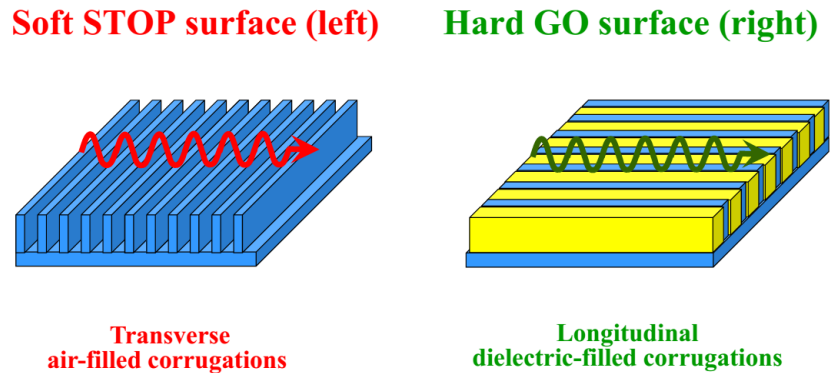 Soft STOP surface (left)
Hard GO surface (right)
Transverse
air-filled corrugations
Longitudinal
dielectric-filled corrugations